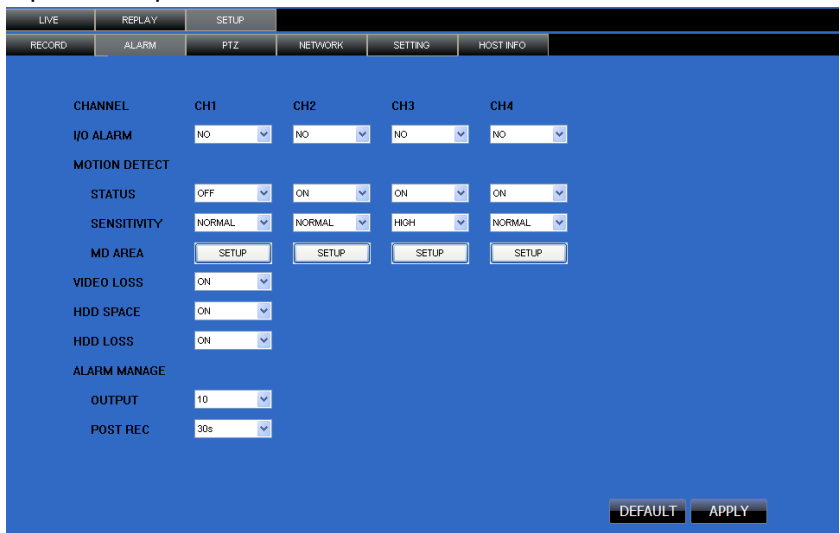 LIVE REPLAY SETUP
RECORD ALARM PTZ NETWORK SETTING HOST INFO
CHANNEL CH1 CH2 CH3 CH4
I/O ALARM NO NO NO NO
MOTION DETECT
STATUS OFF ON ON ON
SENSITIVITY NORMAL NORMAL HIGH NORMAL
MD AREA SETUP SETUP SETUP SETUP
VIDEO LOSS ON
HDD SPACE ON
HDD LOSS ON
ALARM MANAGE
OUTPUT 10
POST REC 30s
DEFAULT APPLY